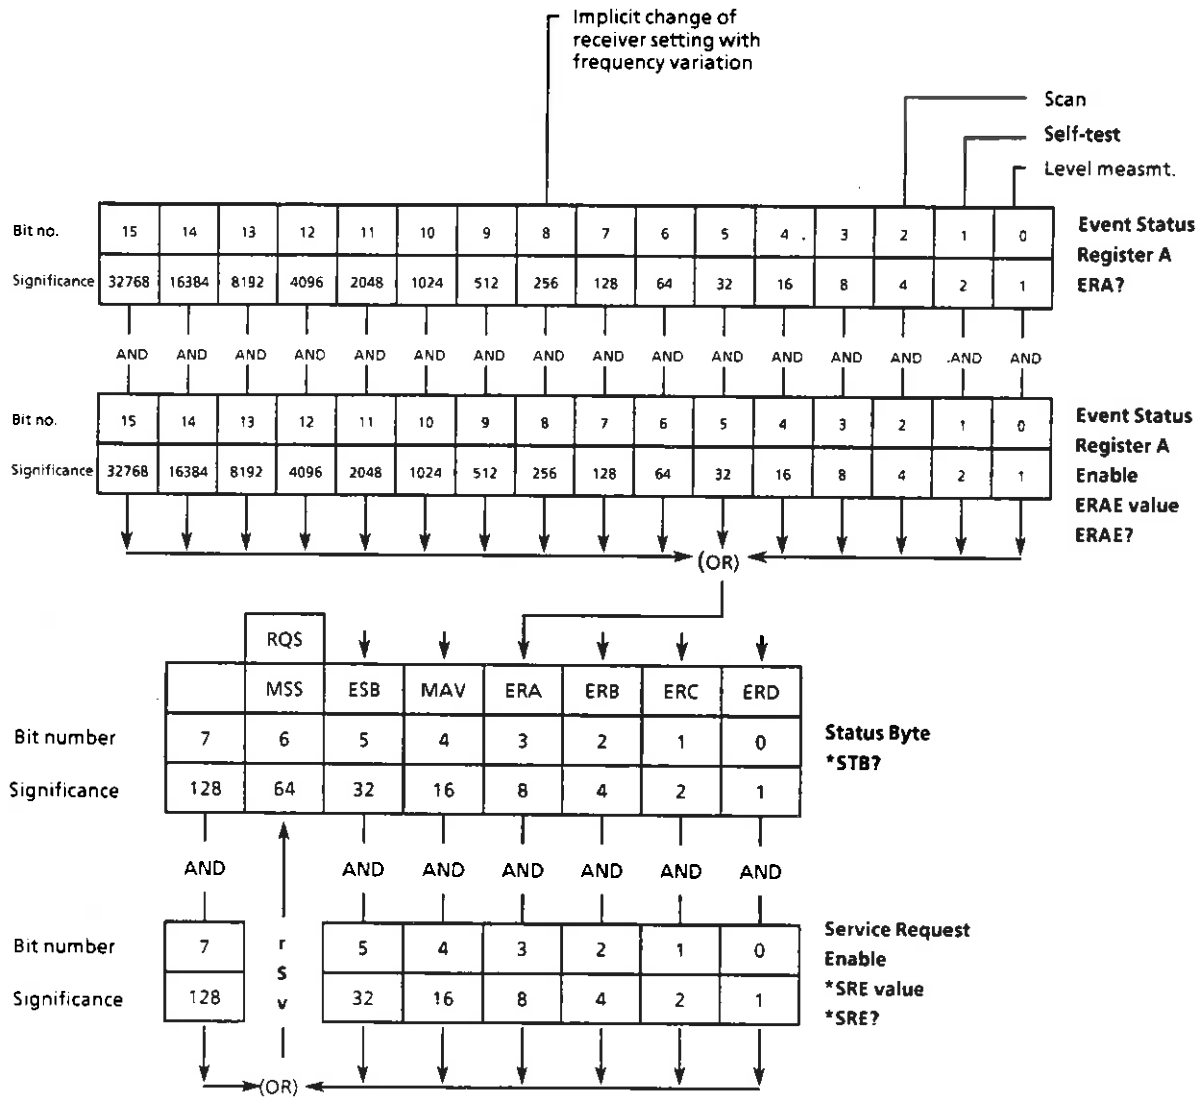 Implicit change of
receiver setting with
frequency variation
Scan
Self-test
Level measmt.
Bit no. 15 14 13 12 11 10 9 8 7 6 5 4 3 2 1 0
Significance 32768 16384 8192 4096 2048 1024 512 256 128 64 32 16 8 4 2 1
Event Status
Register A
ERA?
AND AND AND AND AND AND AND AND AND AND AND AND AND AND AND AND
Bit no. 15 14 13 12 11 10 9 8 7 6 5 4 3 2 1 0
Significance 32768 16384 8192 4096 2048 1024 512 256 128 64 32 16 8 4 2 1
Event Status
Register A
Enable
ERAE value
ERAE?
(OR)
RQS
MSS ESB MAV ERA ERB ERC ERD
Bit number 7 6 5 4 3 2 1 0
Significance 128 64 32 16 8 4 2 1
Status Byte
*STB?
AND AND AND AND AND AND AND
Bit number 7 5 4 3 2 1 0
Significance 128 32 16 8 4 2 1
r
S
v
Service Request
Enable
*SRE value
*SRE?
(OR)